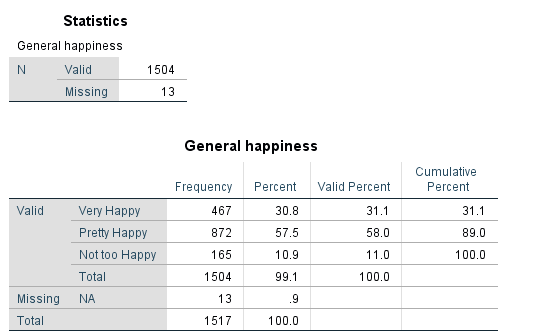 Statistics
General happiness
N Valid 1504
Missing 13
General happiness
Frequency Percent Valid Percent Cumulative Percent
Valid Very Happy 467 30.8 31.1 31.1
Pretty Happy 872 57.5 58.0 89.0
Not too Happy 165 10.9 11.0 100.0
Total 1504 99.1 100.0
Missing NA 13 .9
Total 1517 100.0